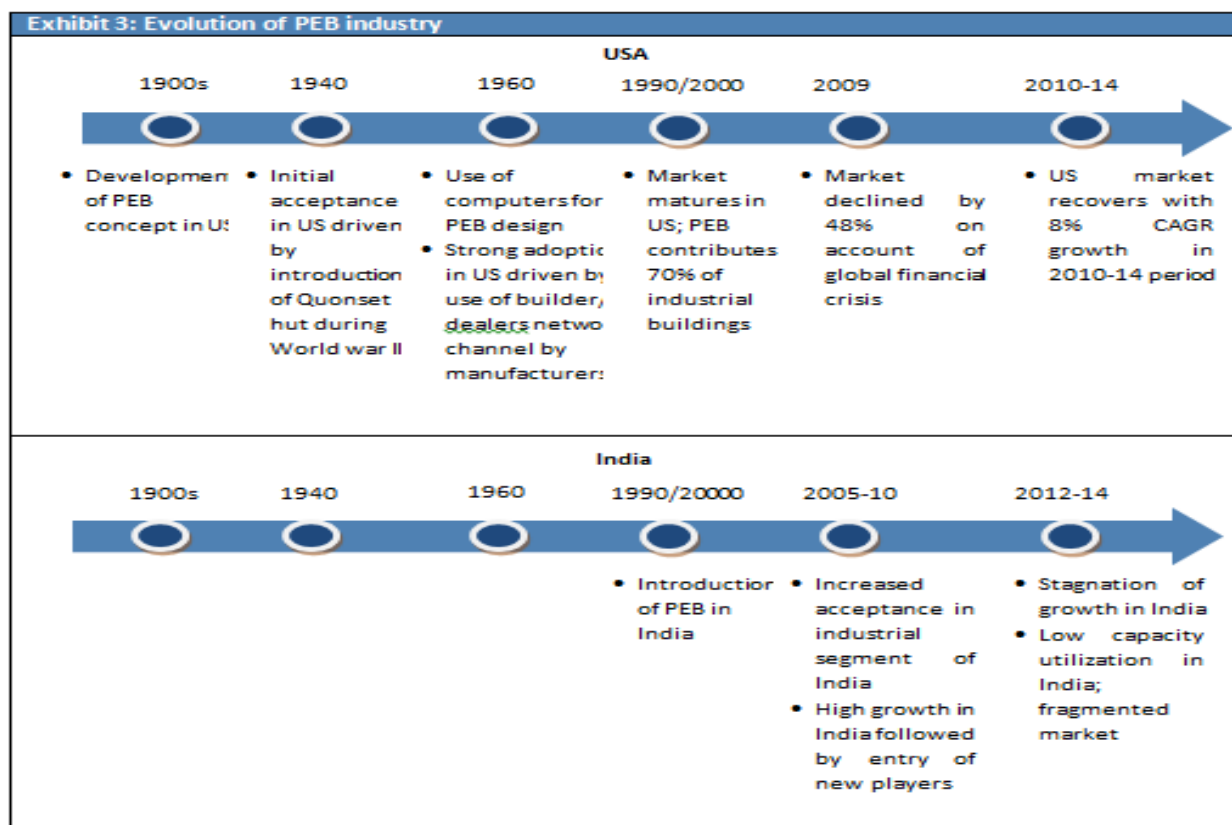 Exhibit 3: Evolution of PEB industry
USA
1900s
1940
1960
1990/2000
2009
2010-14
• Developmen
of PEB
concept in US
• Initial
acceptance
in US driven
by
introduction
of Quonset
hut during
World war II
• Use of
computers for
PEB design
• Strong adoptic
in US driven by
use of builder/
dealers netwo
channel by
manufacturers
• Market
matures in
US; PEB
contributes
70% of
industrial
buildings
• Market
declined by
48% on
account of
global financial
crisis
• US market
recovers with
8% CAGR
growth in
2010-14 period
India
1900s
1940
1960
1990/20000
2005-10
2012-14
• Introduction
of PEB in
India
• Increased
acceptance in
industrial
segment of
India
• High growth in
India followed
by entry of
new players
• Stagnation of
growth in India
• Low capacity
utilization in
India;
fragmented
market